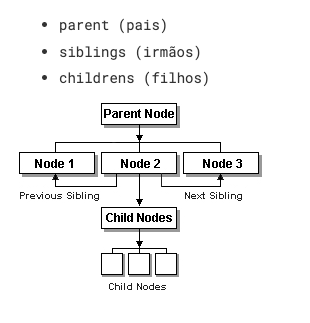 • parent (pais)
• siblings (irmãos)
• childrens (filhos)
Parent Node
Node 1
Node 2
Node 3
Previous Sibling
Next Sibling
Child Nodes
Child Nodes